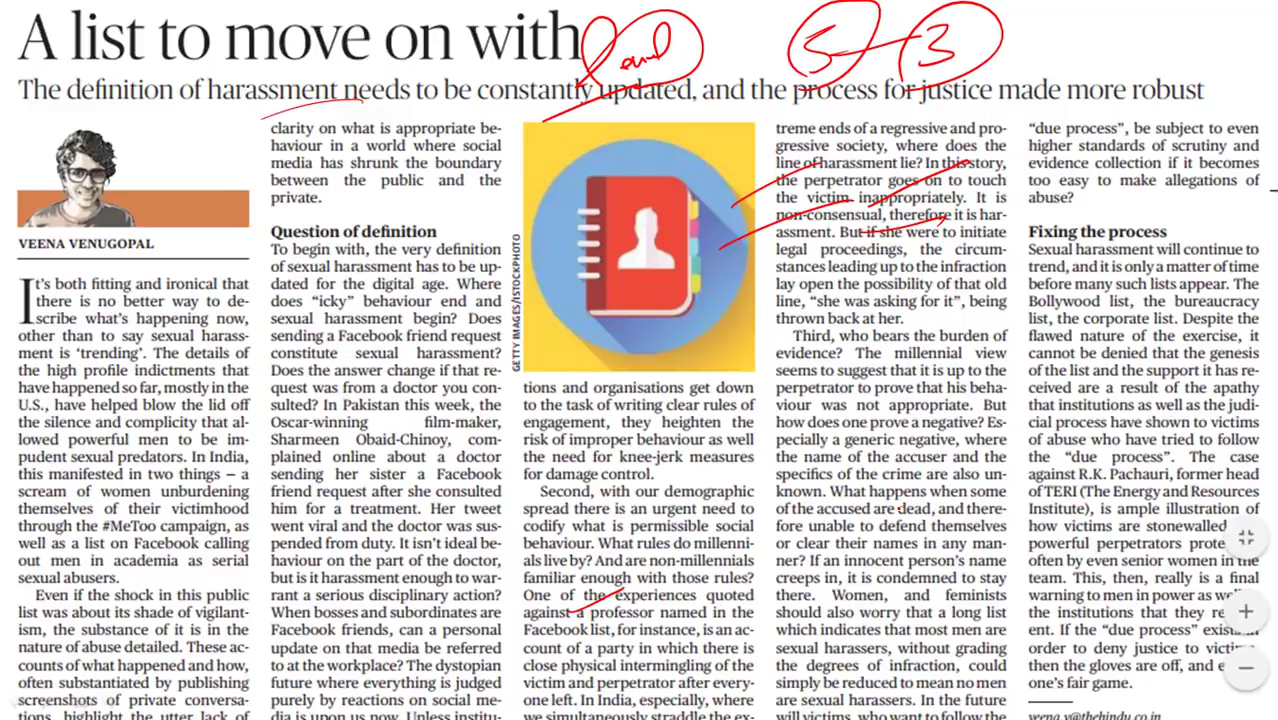 A list to move on with
and
5 3
The definition of harassment needs to be constantly updated, and the process for justice made more robust
VEENA VENUGOPAL
It's both fitting and ironical that
there is no better way to de-
scribe what's happening now,
other than to say sexual harass-
ment is 'trending'. The details of
the high profile indictments that
have happened so far, mostly in the
U.S., have helped blow the lid off
the silence and complicity that al-
lowed powerful men to be im-
pudent sexual predators. In India,
this manifested in two things – a
scream of women unburdening
themselves of their victimhood
through the #MeToo campaign, as
well as a list on Facebook calling
out men in academia as serial
sexual abusers.
Even if the shock in this public
list was about its shade of vigilant-
ism, the substance of it is in the
nature of abuse detailed. These ac-
counts of what happened and how,
often substantiated by publishing
screenshots of private conversa-
tions, highlight the utter lack of
clarity on what is appropriate be-
haviour in a world where social
media has shrunk the boundary
between the public and the
private.
Question of definition
To begin with, the very definition
of sexual harassment has to be up-
dated for the digital age. Where
does "icky" behaviour end and
sexual harassment begin? Does
sending a Facebook friend request
constitute sexual harassment?
Does the answer change if that re-
quest was from a doctor you con-
sulted? In Pakistan this week, the
Oscar-winning film-maker,
Sharmeen Obaid-Chinoy, com-
plained online about a doctor
sending her sister a Facebook
friend request after she consulted
him for a treatment. Her tweet
went viral and the doctor was sus-
pended from duty. It isn't ideal be-
haviour on the part of the doctor,
but is it harassment enough to war-
rant a serious disciplinary action?
When bosses and subordinates are
Facebook friends, can a personal
update on that media be referred
to at the workplace? The dystopian
future where everything is judged
purely by reactions on social me-
dia is upon us now. Unless institu-
GETTY IMAGES/ISTOCKPHOTO
tions and organisations get down
to the task of writing clear rules of
engagement, they heighten the
risk of improper behaviour as well
the need for knee-jerk measures
for damage control.
Second, with our demographic
spread there is an urgent need to
codify what is permissible social
behaviour. What rules do millenni-
als live by? And are non-millennials
familiar enough with those rules?
One of the experiences quoted
against a professor named in the
Facebook list, for instance, is an ac-
count of a party in which there is
close physical intermingling of the
victim and perpetrator after every-
one left. In India, especially, where
we simultaneously straddle the ex-
treme ends of a regressive and pro-
gressive society, where does the
line of harassment lie? In this story,
the perpetrator goes on to touch
the victim inappropriately. It is
non-consensual, therefore it is har-
assment. But if she were to initiate
legal proceedings, the circum-
stances leading up to the infraction
lay open the possibility of that old
line, "she was asking for it", being
thrown back at her.
Third, who bears the burden of
evidence? The millennial view
seems to suggest that it is up to the
perpetrator to prove that his beha-
viour was not appropriate. But
how does one prove a negative? Es-
pecially a generic negative, where
the name of the accuser and the
specifics of the crime are also un-
known. What happens when some
of the accused are dead, and there-
fore unable to defend themselves
or clear their names in any man-
ner? If an innocent person's name
creeps in, it is condemned to stay
there. Women, and feminists
should also worry that a long list
which indicates that most men are
sexual harassers, without grading
the degrees of infraction, could
simply be reduced to mean no men
are sexual harassers. In the future
will victims, who want to follow the
"due process", be subject to even
higher standards of scrutiny and
evidence collection if it becomes
too easy to make allegations of
abuse?
Fixing the process
Sexual harassment will continue to
trend, and it is only a matter of time
before many such lists appear. The
Bollywood list, the bureaucracy
list, the corporate list. Despite the
flawed nature of the exercise, it
cannot be denied that the genesis
of the list and the support it has re-
ceived are a result of the apathy
that institutions as well as the judi-
cial process have shown to victims
of abuse who have tried to follow
the "due process". The case
against R.K. Pachauri, former head
of TERI (The Energy and Resources
Institute), is ample illustration of
how victims are stonewalled
powerful perpetrators prote
often by even senior women in the
team. This, then, really is a final
warning to men in power as we
the institutions that they re
ent. If the "due process" exis
order to deny justice to victi
then the gloves are off, and e
one's fair game.
veena.v@thehindu.co.in